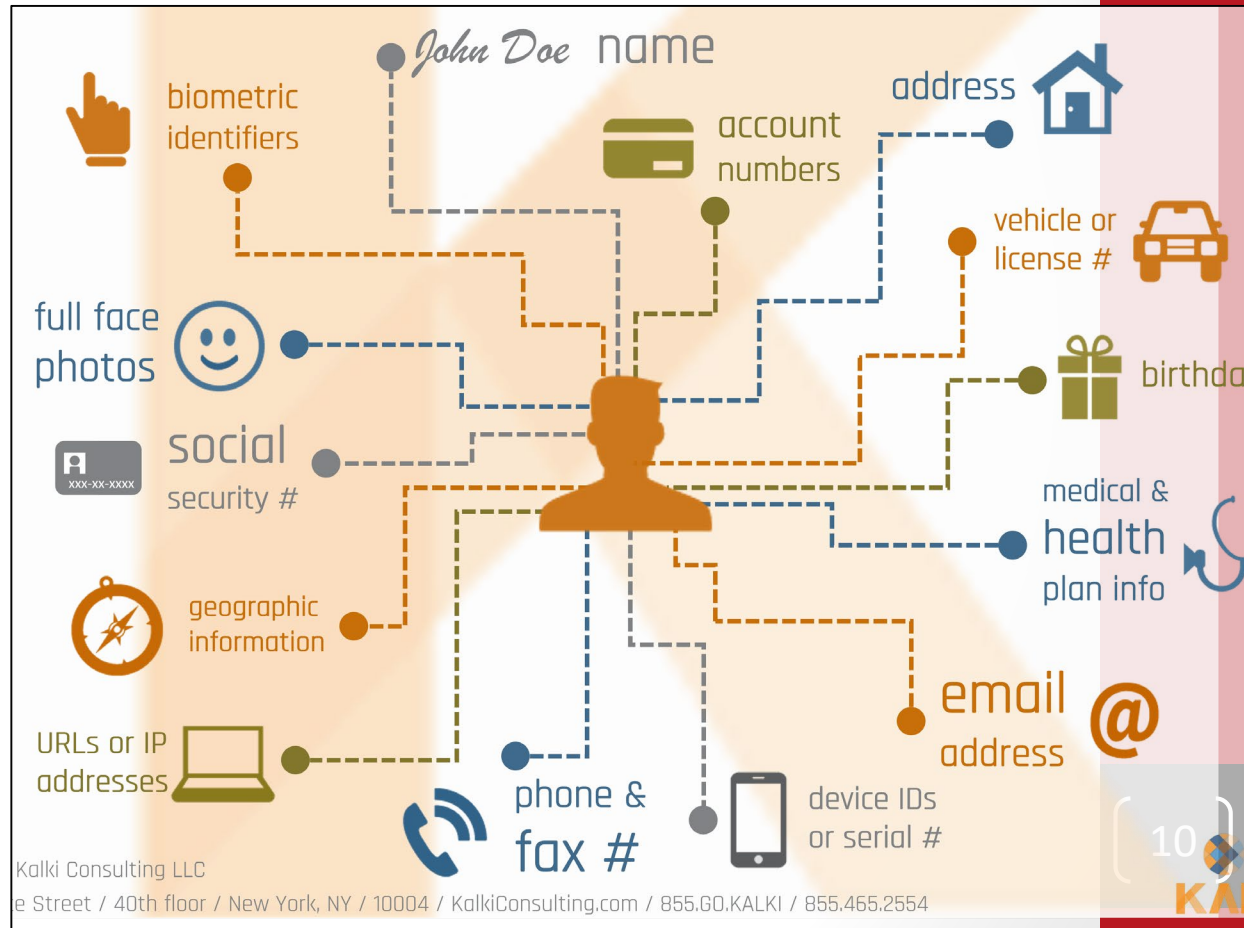 John Doe name
biometric
identifiers
account
numbers
address
vehicle or
license #
full face
photos
birthda
social
security #
xxx-xx-xxxx
medical &
health
plan info
geographic
information
email
address
@
URLs or IP
addresses
phone &
fax #
device IDs
or serial #
10
Kalki Consulting LLC
e Street / 40th floor / New York, NY / 10004 / KalkiConsulting.com / 855.GO.KALKI / 855.465.2554
KAL